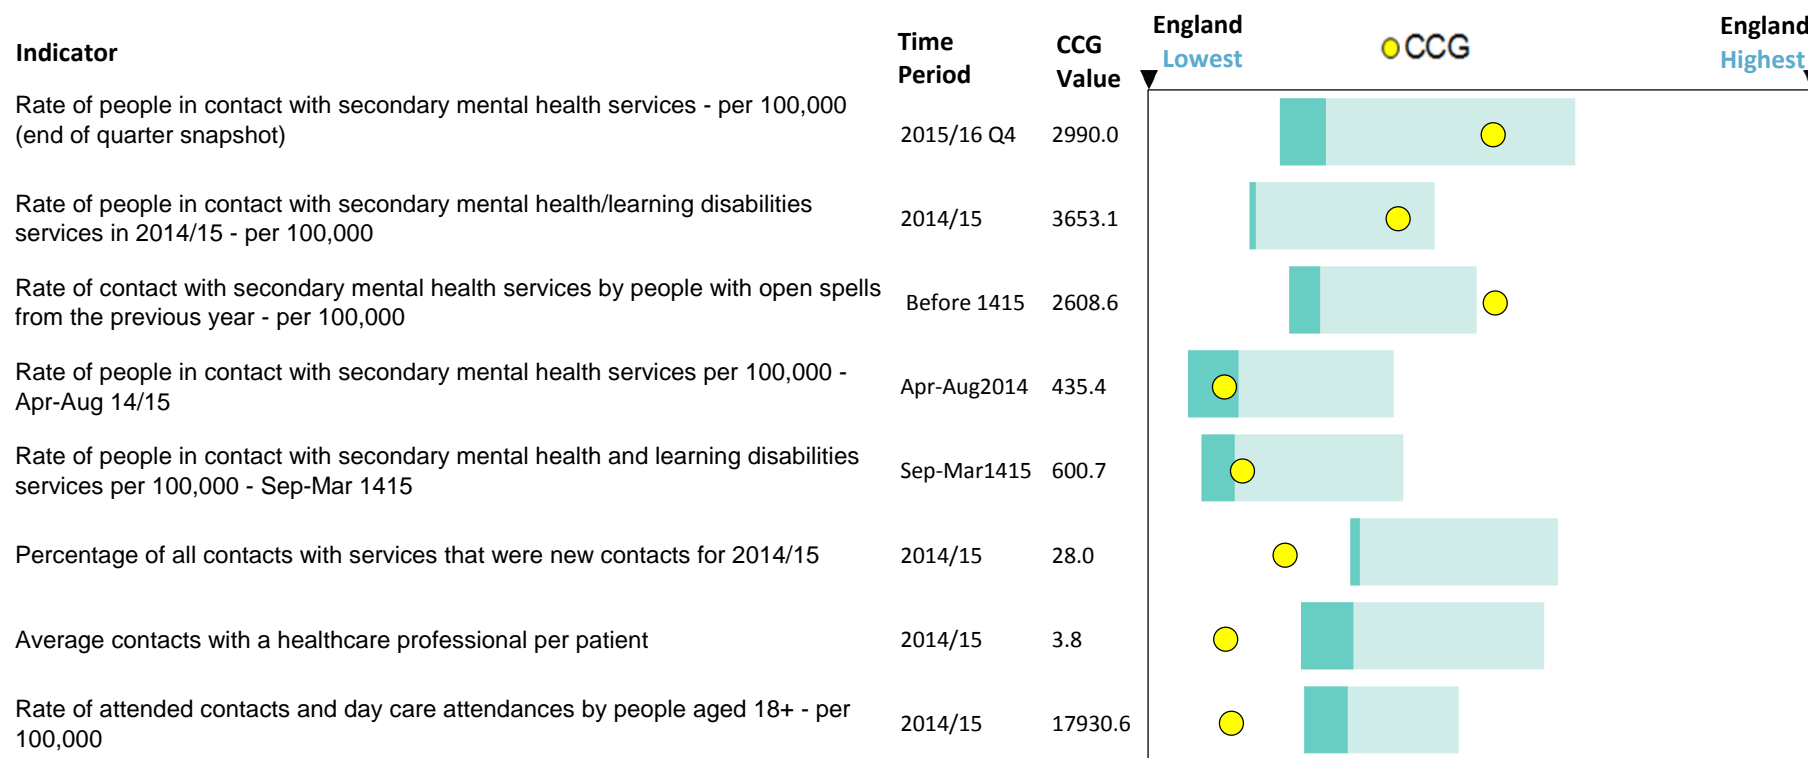 Indicator
Time Period
CCG Value
England Lowest
CCG
England Highest
Rate of people in contact with secondary mental health services - per 100,000
(end of quarter snapshot)
2015/16 Q4 2990.0
Rate of people in contact with secondary mental health/learning disabilities
services in 2014/15 - per 100,000
2014/15 3653.1
Rate of contact with secondary mental health services by people with open spells
from the previous year - per 100,000
Before 1415 2608.6
Rate of people in contact with secondary mental health services per 100,000 -
Apr-Aug 14/15
Apr-Aug2014 435.4
Rate of people in contact with secondary mental health and learning disabilities
services per 100,000 - Sep-Mar 1415
Sep-Mar1415 600.7
Percentage of all contacts with services that were new contacts for 2014/15
2014/15 28.0
Average contacts with a healthcare professional per patient
2014/15 3.8
Rate of attended contacts and day care attendances by people aged 18+ - per
100,000
2014/15 17930.6